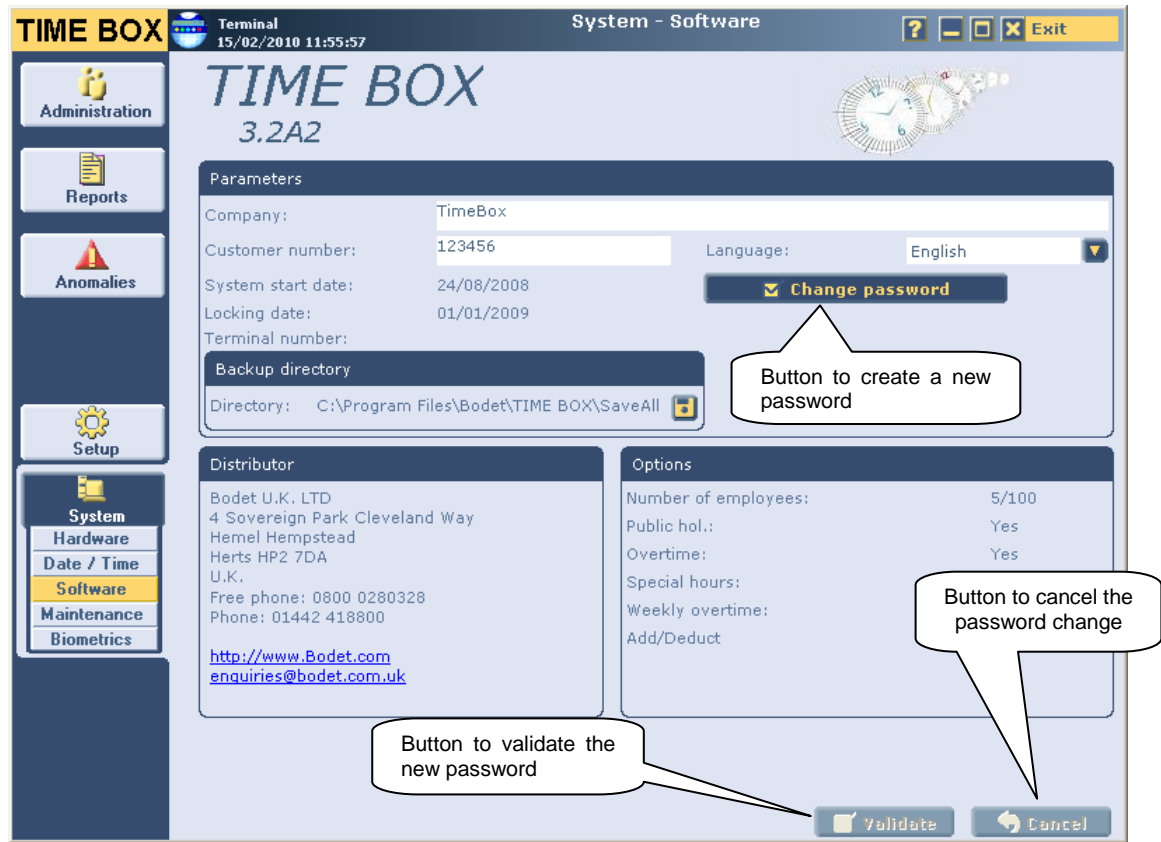 TIME BOX
Terminal
15/02/2010 11:55:57
System - Software
?
Exit
Administration
Reports
Anomalies
Setup
System
Hardware
Date / Time
Software
Maintenance
Biometrics
TIME BOX
3.2A2
Parameters
Company: TimeBox
Customer number: 123456
Language: English
System start date: 24/08/2008
Change password
Locking date: 01/01/2009
Terminal number:
Button to create a new
password
Backup directory
Directory: C:\Program Files\Bodet\TIME BOX\SaveAll
Distributor
Bodet U.K. LTD
4 Sovereign Park Cleveland Way
Hemel Hempstead
Herts HP2 7DA
U.K.
Free phone: 0800 0280328
Phone: 01442 418800
http://www.Bodet.com
enquiries@bodet.com.uk
Options
Number of employees: 5/100
Public hol.: Yes
Overtime: Yes
Special hours:
Weekly overtime:
Add/Deduct
Button to cancel the
password change
Button to validate the
new password
Validate
Cancel